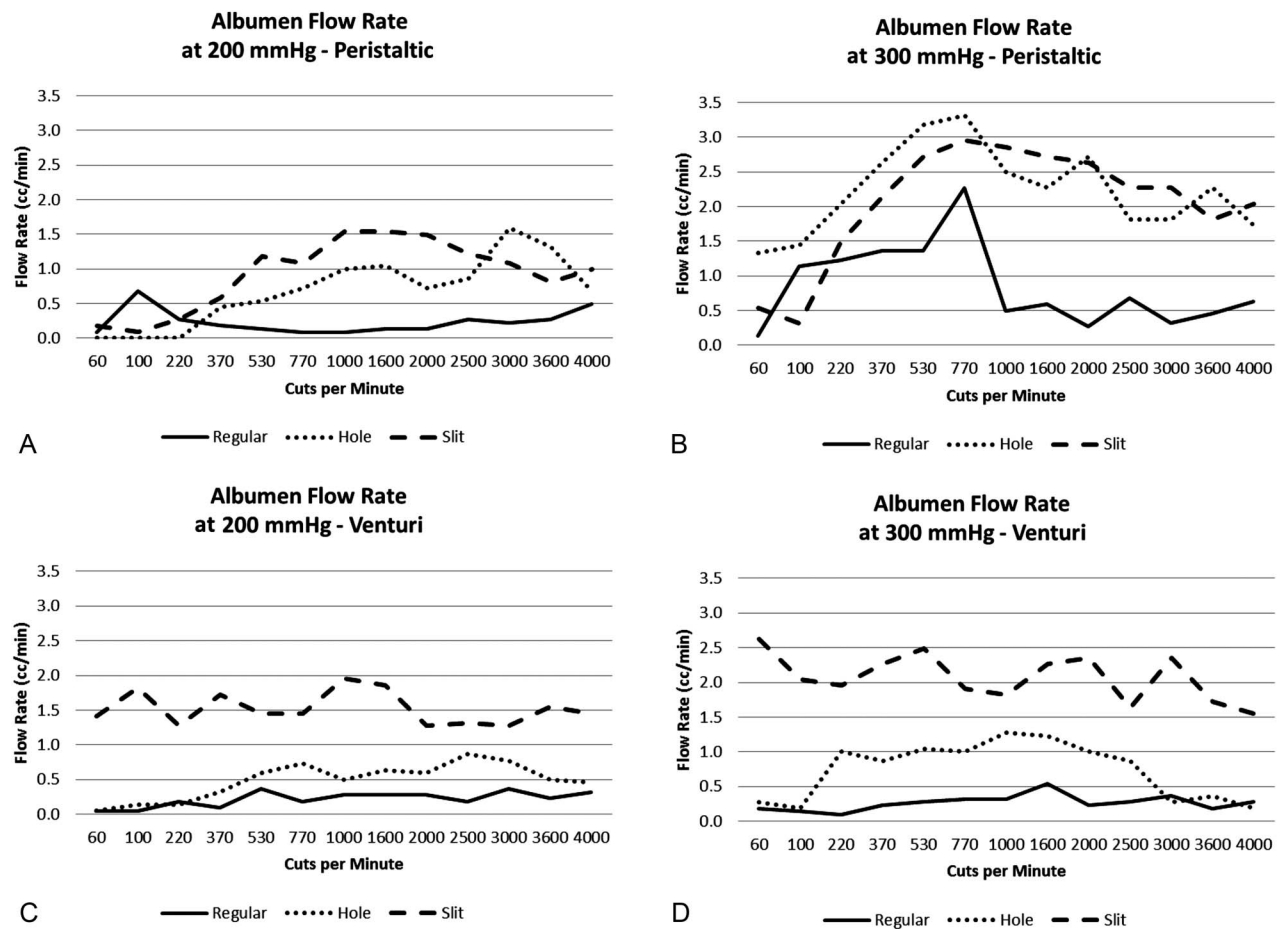 Albumen Flow Rate
at 200 mmHg - Peristaltic
3.5
3.0
2.5
2.0
1.5
1.0
0.5
0.0
Flow Rate (cc/min)
60 100 220 370 530 770 1000 1600 2000 2500 3000 3600 4000
Cuts per Minute
Regular Hole Slit
A
Albumen Flow Rate
at 300 mmHg - Peristaltic
3.5
3.0
2.5
2.0
1.5
1.0
0.5
0.0
Flow Rate (cc/min)
60 100 220 370 530 770 1000 1600 2000 2500 3000 3600 4000
Cuts per Minute
Regular Hole Slit
B
Albumen Flow Rate
at 200 mmHg - Venturi
3.5
3.0
2.5
2.0
1.5
1.0
0.5
0.0
Flow Rate (cc/min)
60 100 220 370 530 770 1000 1600 2000 2500 3000 3600 4000
Cuts per Minute
Regular Hole Slit
C
Albumen Flow Rate
at 300 mmHg - Venturi
3.5
3.0
2.5
2.0
1.5
1.0
0.5
0.0
Flow Rate (cc/min)
60 100 220 370 530 770 1000 1600 2000 2500 3000 3600 4000
Cuts per Minute
Regular Hole Slit
D